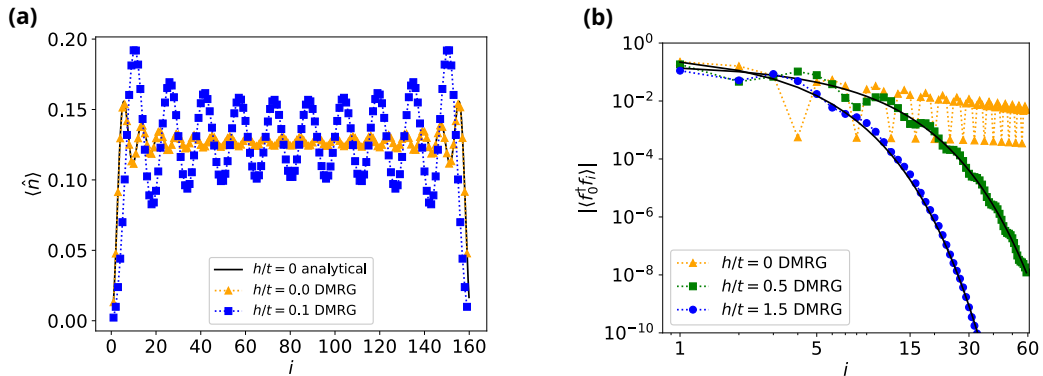 (a)
⟨n̂⟩
0.20
0.15
0.10
0.05
0.00
h/t = 0 analytical
h/t = 0.0 DMRG
h/t = 0.1 DMRG
0 20 40 60 80 100 120 140 160
i
(b)
|⟨f₀†fᵢ⟩|
10⁰
10⁻²
10⁻⁴
10⁻⁶
10⁻⁸
10⁻¹⁰
h/t = 0 DMRG
h/t = 0.5 DMRG
h/t = 1.5 DMRG
1 5 15 30 60
i